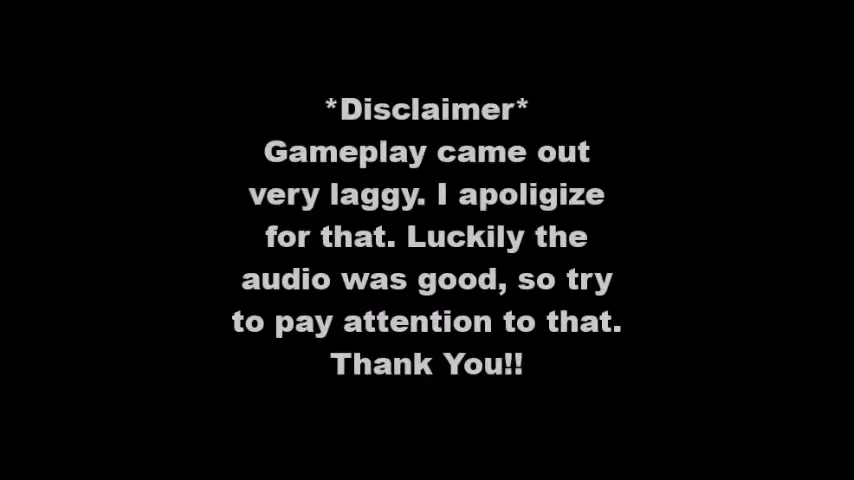 *Disclaimer*
Gameplay came out
very laggy. I apoligize
for that. Luckily the
audio was good, so try
to pay attention to that.
Thank You!!